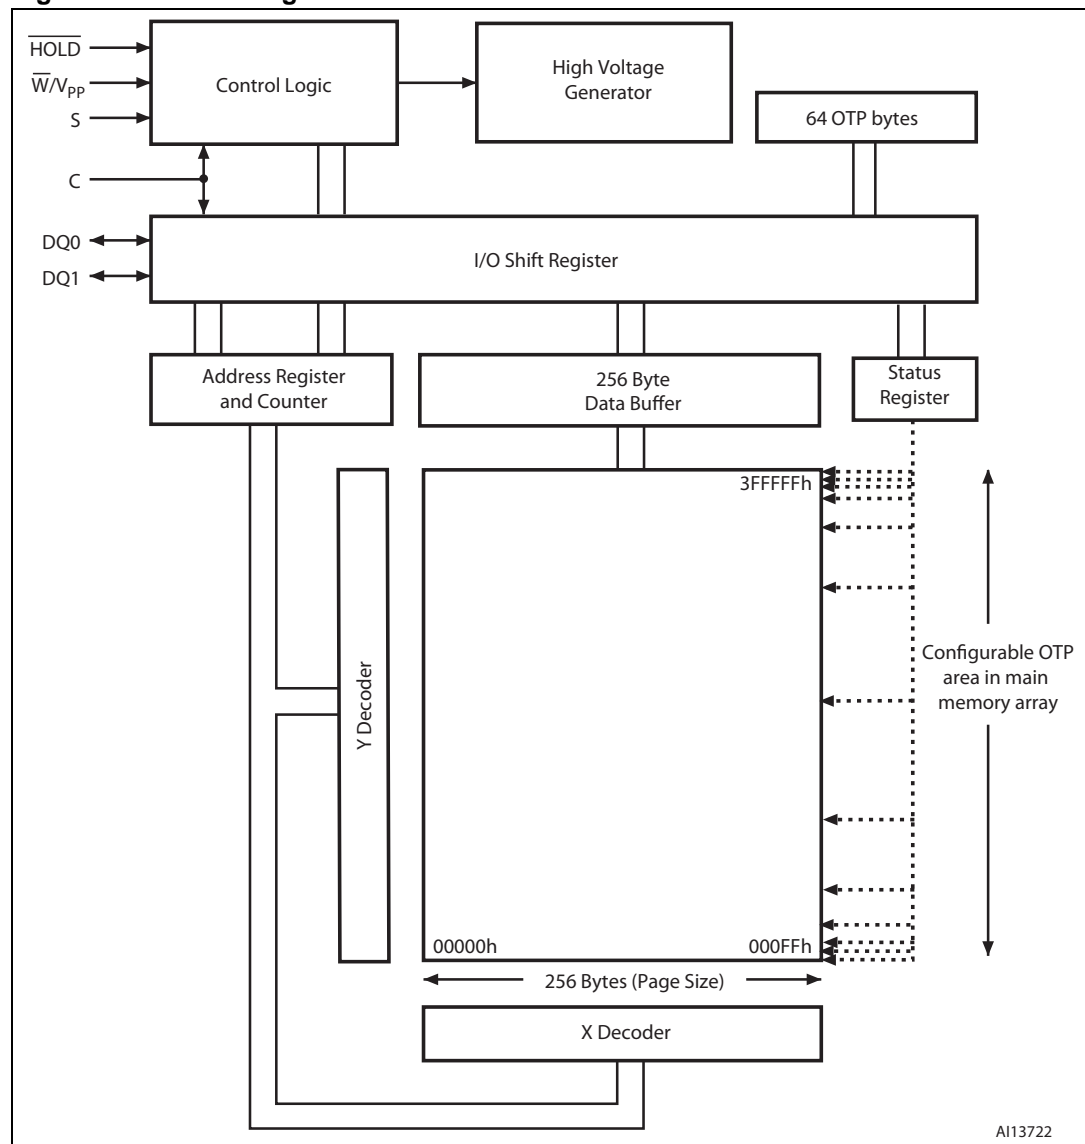 HOLD
W/VPP
S
C
DQ0
DQ1
Control Logic
High Voltage
Generator
64 OTP bytes
I/O Shift Register
Address Register
and Counter
256 Byte
Data Buffer
Status
Register
3FFFFFh
Y Decoder
Configurable OTP
area in main
memory array
00000h
000FFh
256 Bytes (Page Size)
X Decoder
AI13722